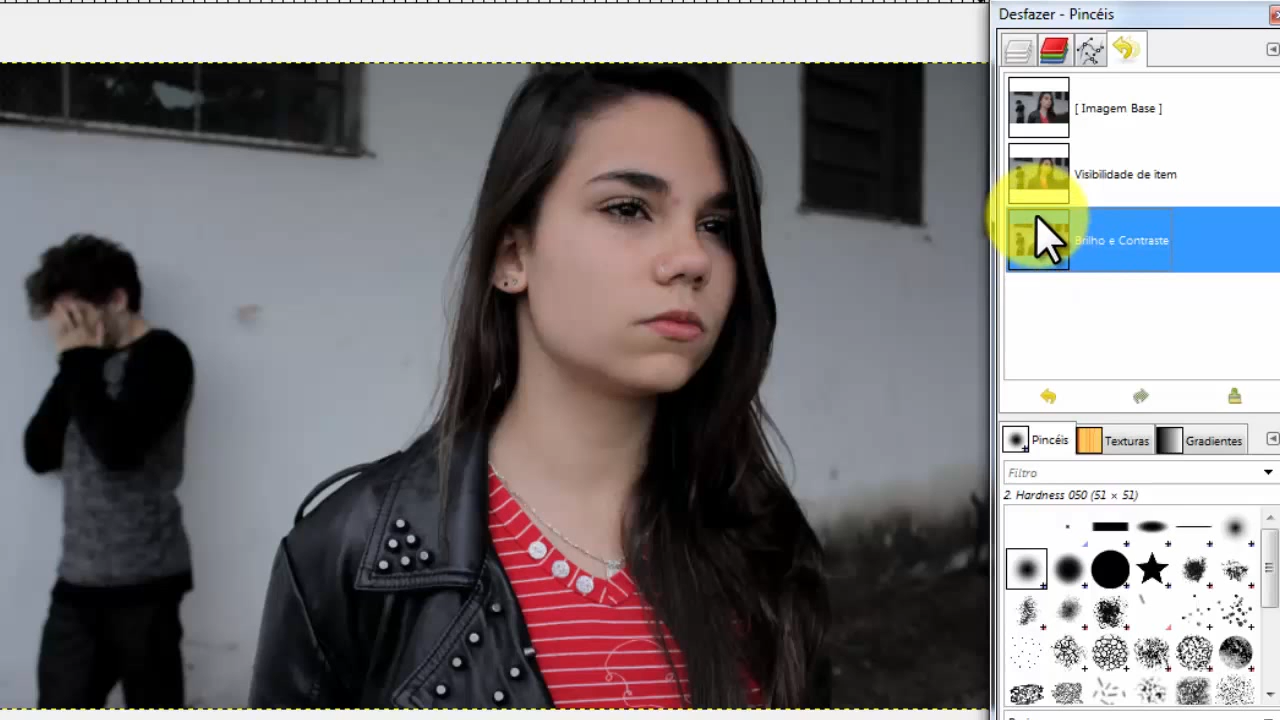 Desfazer - Pincéis
[ Imagem Base ]
Visibilidade de item
Brilho e Contraste
Pincéis
Texturas
Gradientes
Filtro
2. Hardness 050 (51 × 51)